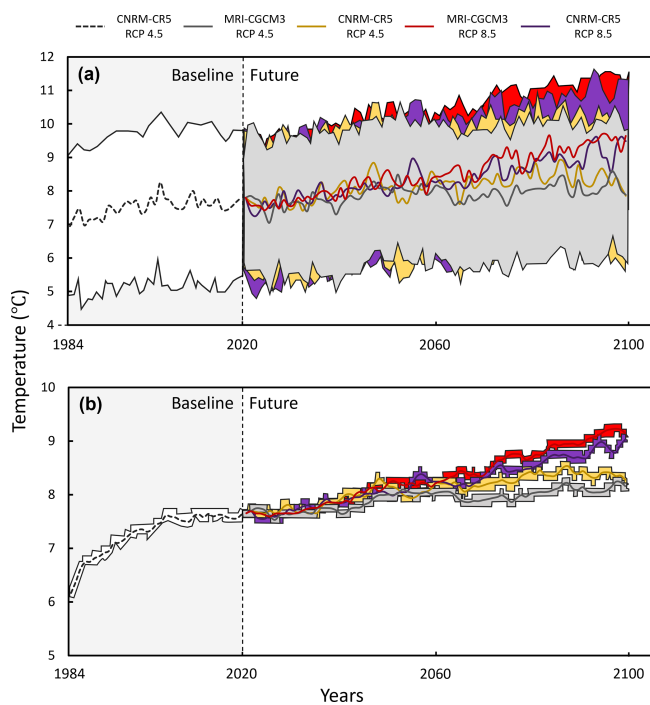 CNRM-CR5 MRI-CGCM3 CNRM-CR5 MRI-CGCM3 CNRM-CR5
RCP 4.5 RCP 4.5 RCP 4.5 RCP 8.5 RCP 8.5
12
(a) Baseline Future
11
10
9
8
7
6
5
4
1984 2020 2060 2100
Temperature (°C)
10
(b) Baseline Future
9
8
7
6
5
1984 2020 2060 2100
Years